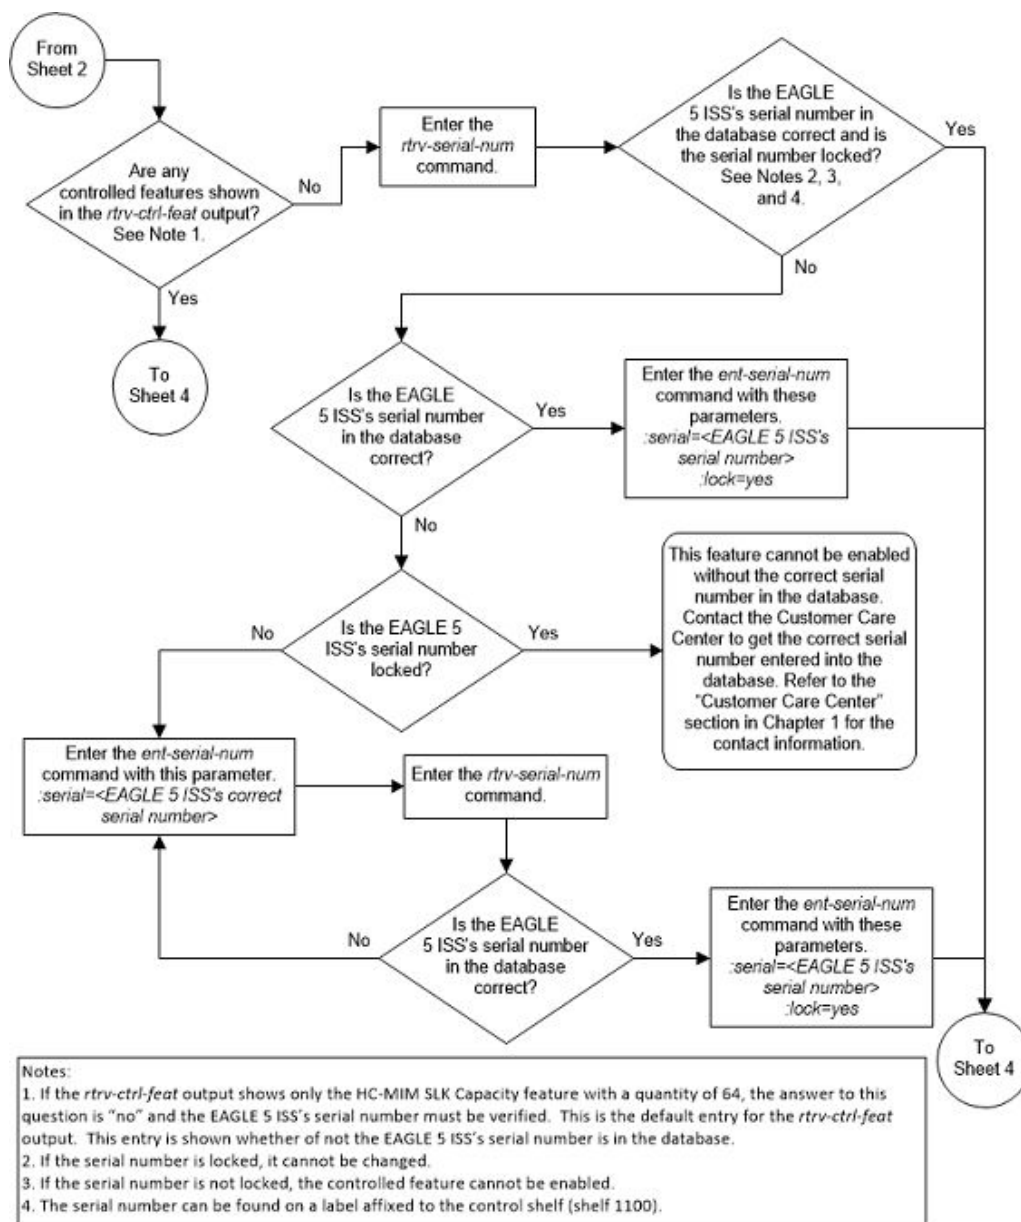 From
Sheet 2
Are any
controlled features shown
in the rtrv-ctrl-feat output?
See Note 1.
No
Yes
To
Sheet 4
Enter the
rtrv-serial-num
command.
Is the EAGLE
5 ISS's serial number in
the database correct and is
the serial number locked?
See Notes 2, 3,
and 4.
Yes
No
Is the EAGLE
5 ISS's serial number
in the database
correct?
Yes
No
Enter the ent-serial-num
command with these
parameters.
:serial=<EAGLE 5 ISS's
serial number>
:lock=yes
Is the EAGLE 5
ISS's serial number
locked?
No
Yes
This feature cannot be enabled
without the correct serial
number in the database.
Contact the Customer Care
Center to get the correct serial
number entered into the
database. Refer to the
"Customer Care Center"
section in Chapter 1 for the
contact information.
Enter the ent-serial-num
command with this parameter.
:serial=<EAGLE 5 ISS's correct
serial number>
Enter the rtrv-serial-num
command.
Is the EAGLE
5 ISS's serial number
in the database
correct?
No
Yes
Enter the ent-serial-num
command with these
parameters.
:serial=<EAGLE 5 ISS's
serial number>
:lock=yes
To
Sheet 4
Notes:
1. If the rtrv-ctrl-feat output shows only the HC-MIM SLK Capacity feature with a quantity of 64, the answer to this
question is "no" and the EAGLE 5 ISS's serial number must be verified. This is the default entry for the rtrv-ctrl-feat
output. This entry is shown whether of not the EAGLE 5 ISS's serial number is in the database.
2. If the serial number is locked, it cannot be changed.
3. If the serial number is not locked, the controlled feature cannot be enabled.
4. The serial number can be found on a label affixed to the control shelf (shelf 1100).